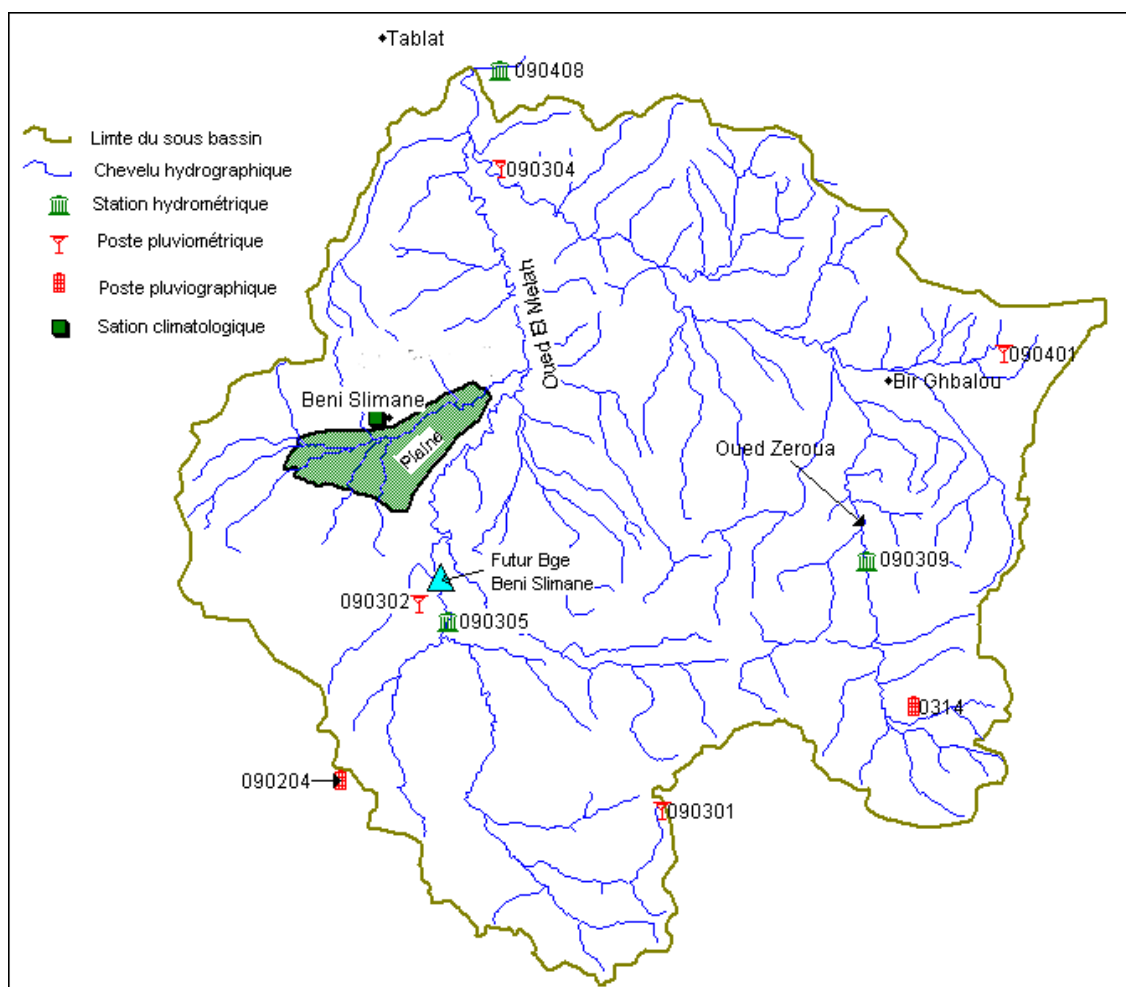 Tablat
090408
Limte du sous bassin
Chevelu hydrographique
Station hydrométrique
Poste pluviométrique
Poste pluviographique
Sation climatologique
090304
Oued El Melah
090401
Bir Ghbalou
Beni Slimane
Plaine
Oued Zeroua
Futur Bge
Beni Slimane
090309
090302
090305
0314
090204
090301